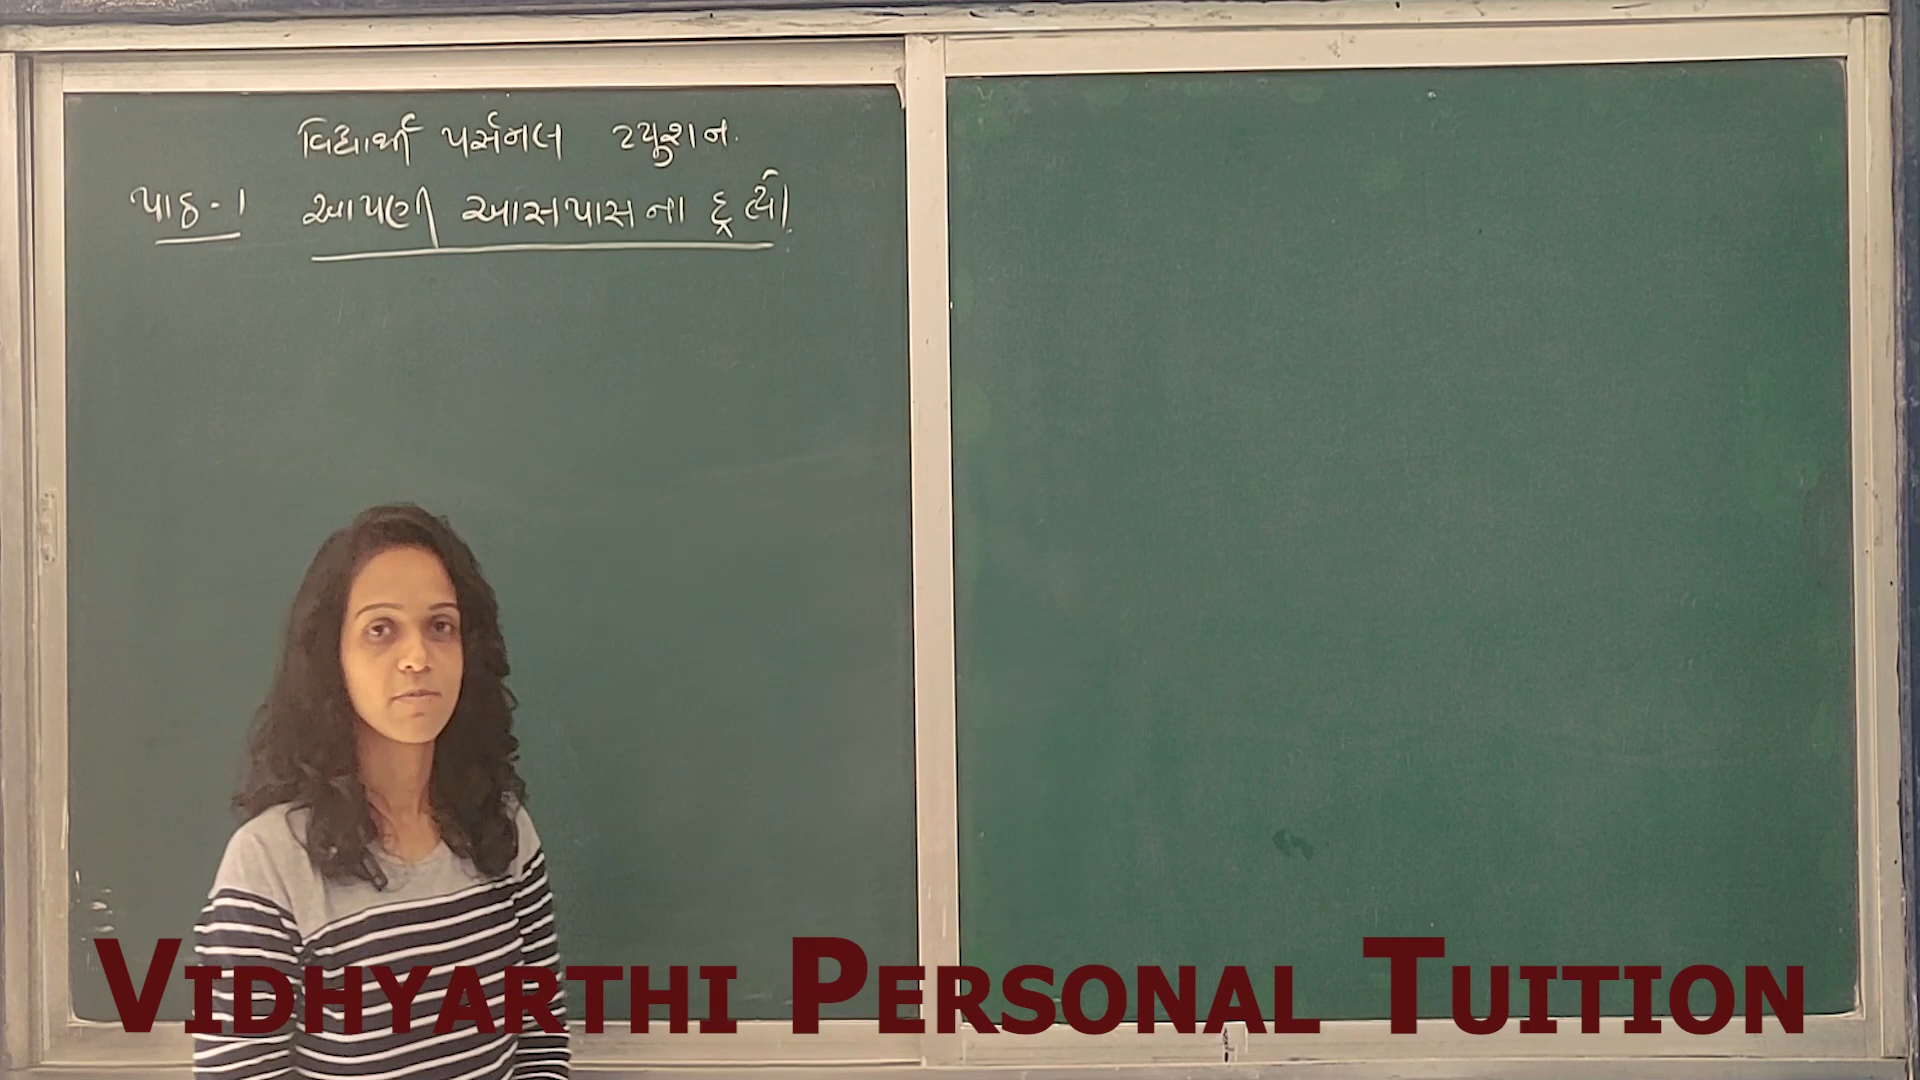 વિદ્યાર્થી પર્સનલ ટ્યુશન.
પાઠ-1 આપણી આસપાસના દ્રવ્યો
VIDHYARTHI PERSONAL TUITION